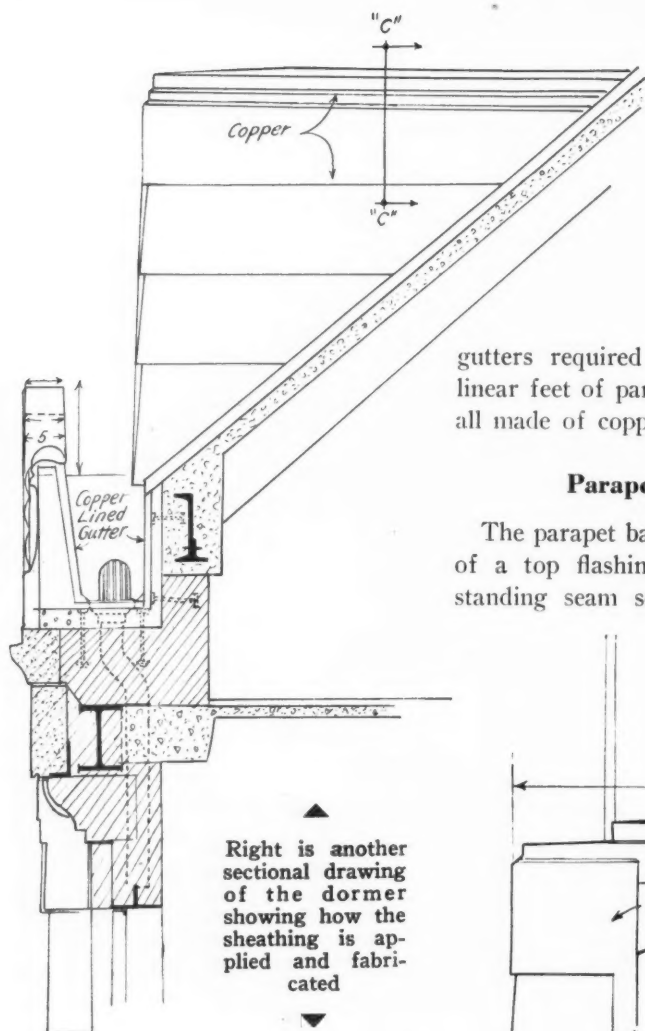 "C"
Copper
"C"
gutters required
linear feet of par
all made of copp
5
Copper
Lined
Gutter
Parape
The parapet ba
of a top flashin
standing seam s
Right is another
sectional drawing
of the dormer
showing how the
sheathing is ap-
plied and fabri-
cated